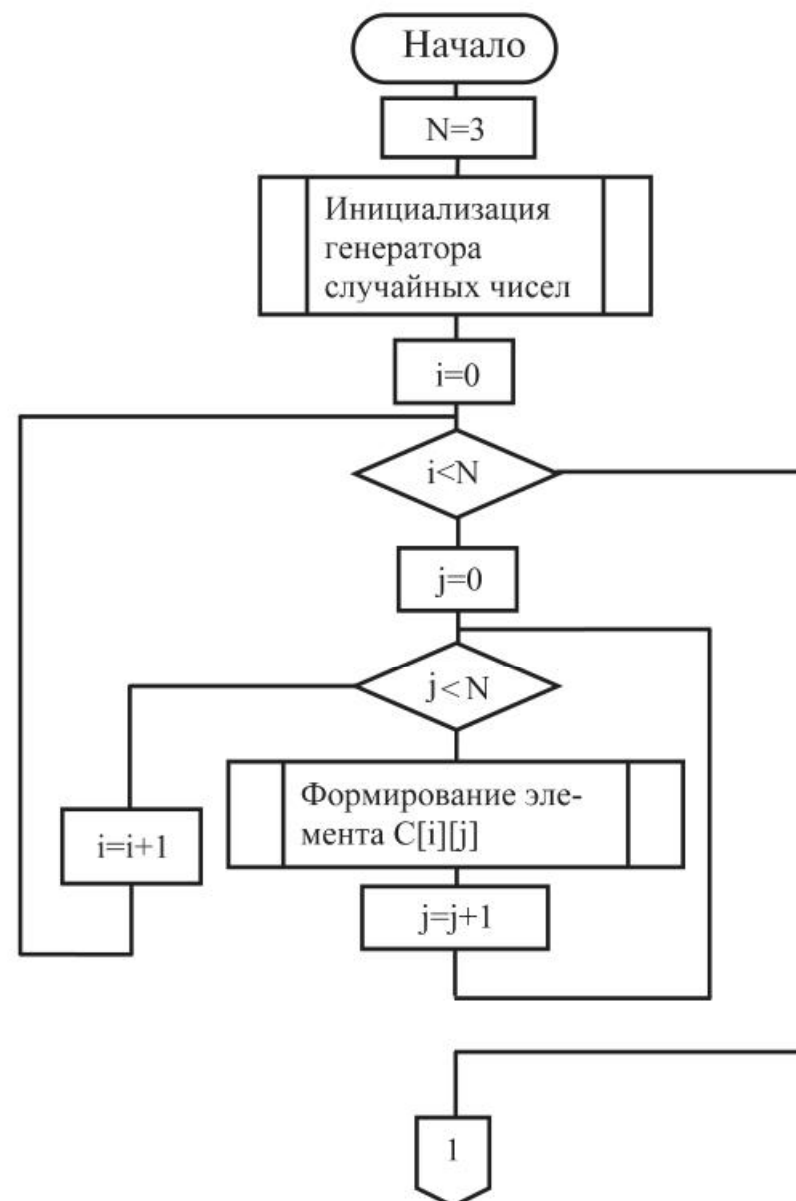 Начало
N=3
Инициализация
генератора
случайных чисел
i=0
i<N
j=0
j<N
Формирование эле-
мента C[i][j]
i=i+1
j=j+1
1